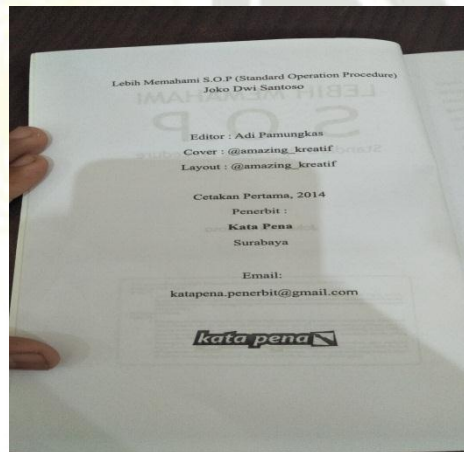 Lebih Memahami S.O.P (Standard Operation Procedure)
Joko Dwi Santoso
Editor : Adi Pamungkas
Cover : @amazing_kreatif
Layout : @amazing_kreatif
Cetakan Pertama, 2014
Penerbit :
Kata Pena
Surabaya
Email:
katapena.penerbit@gmail.com
kata pena